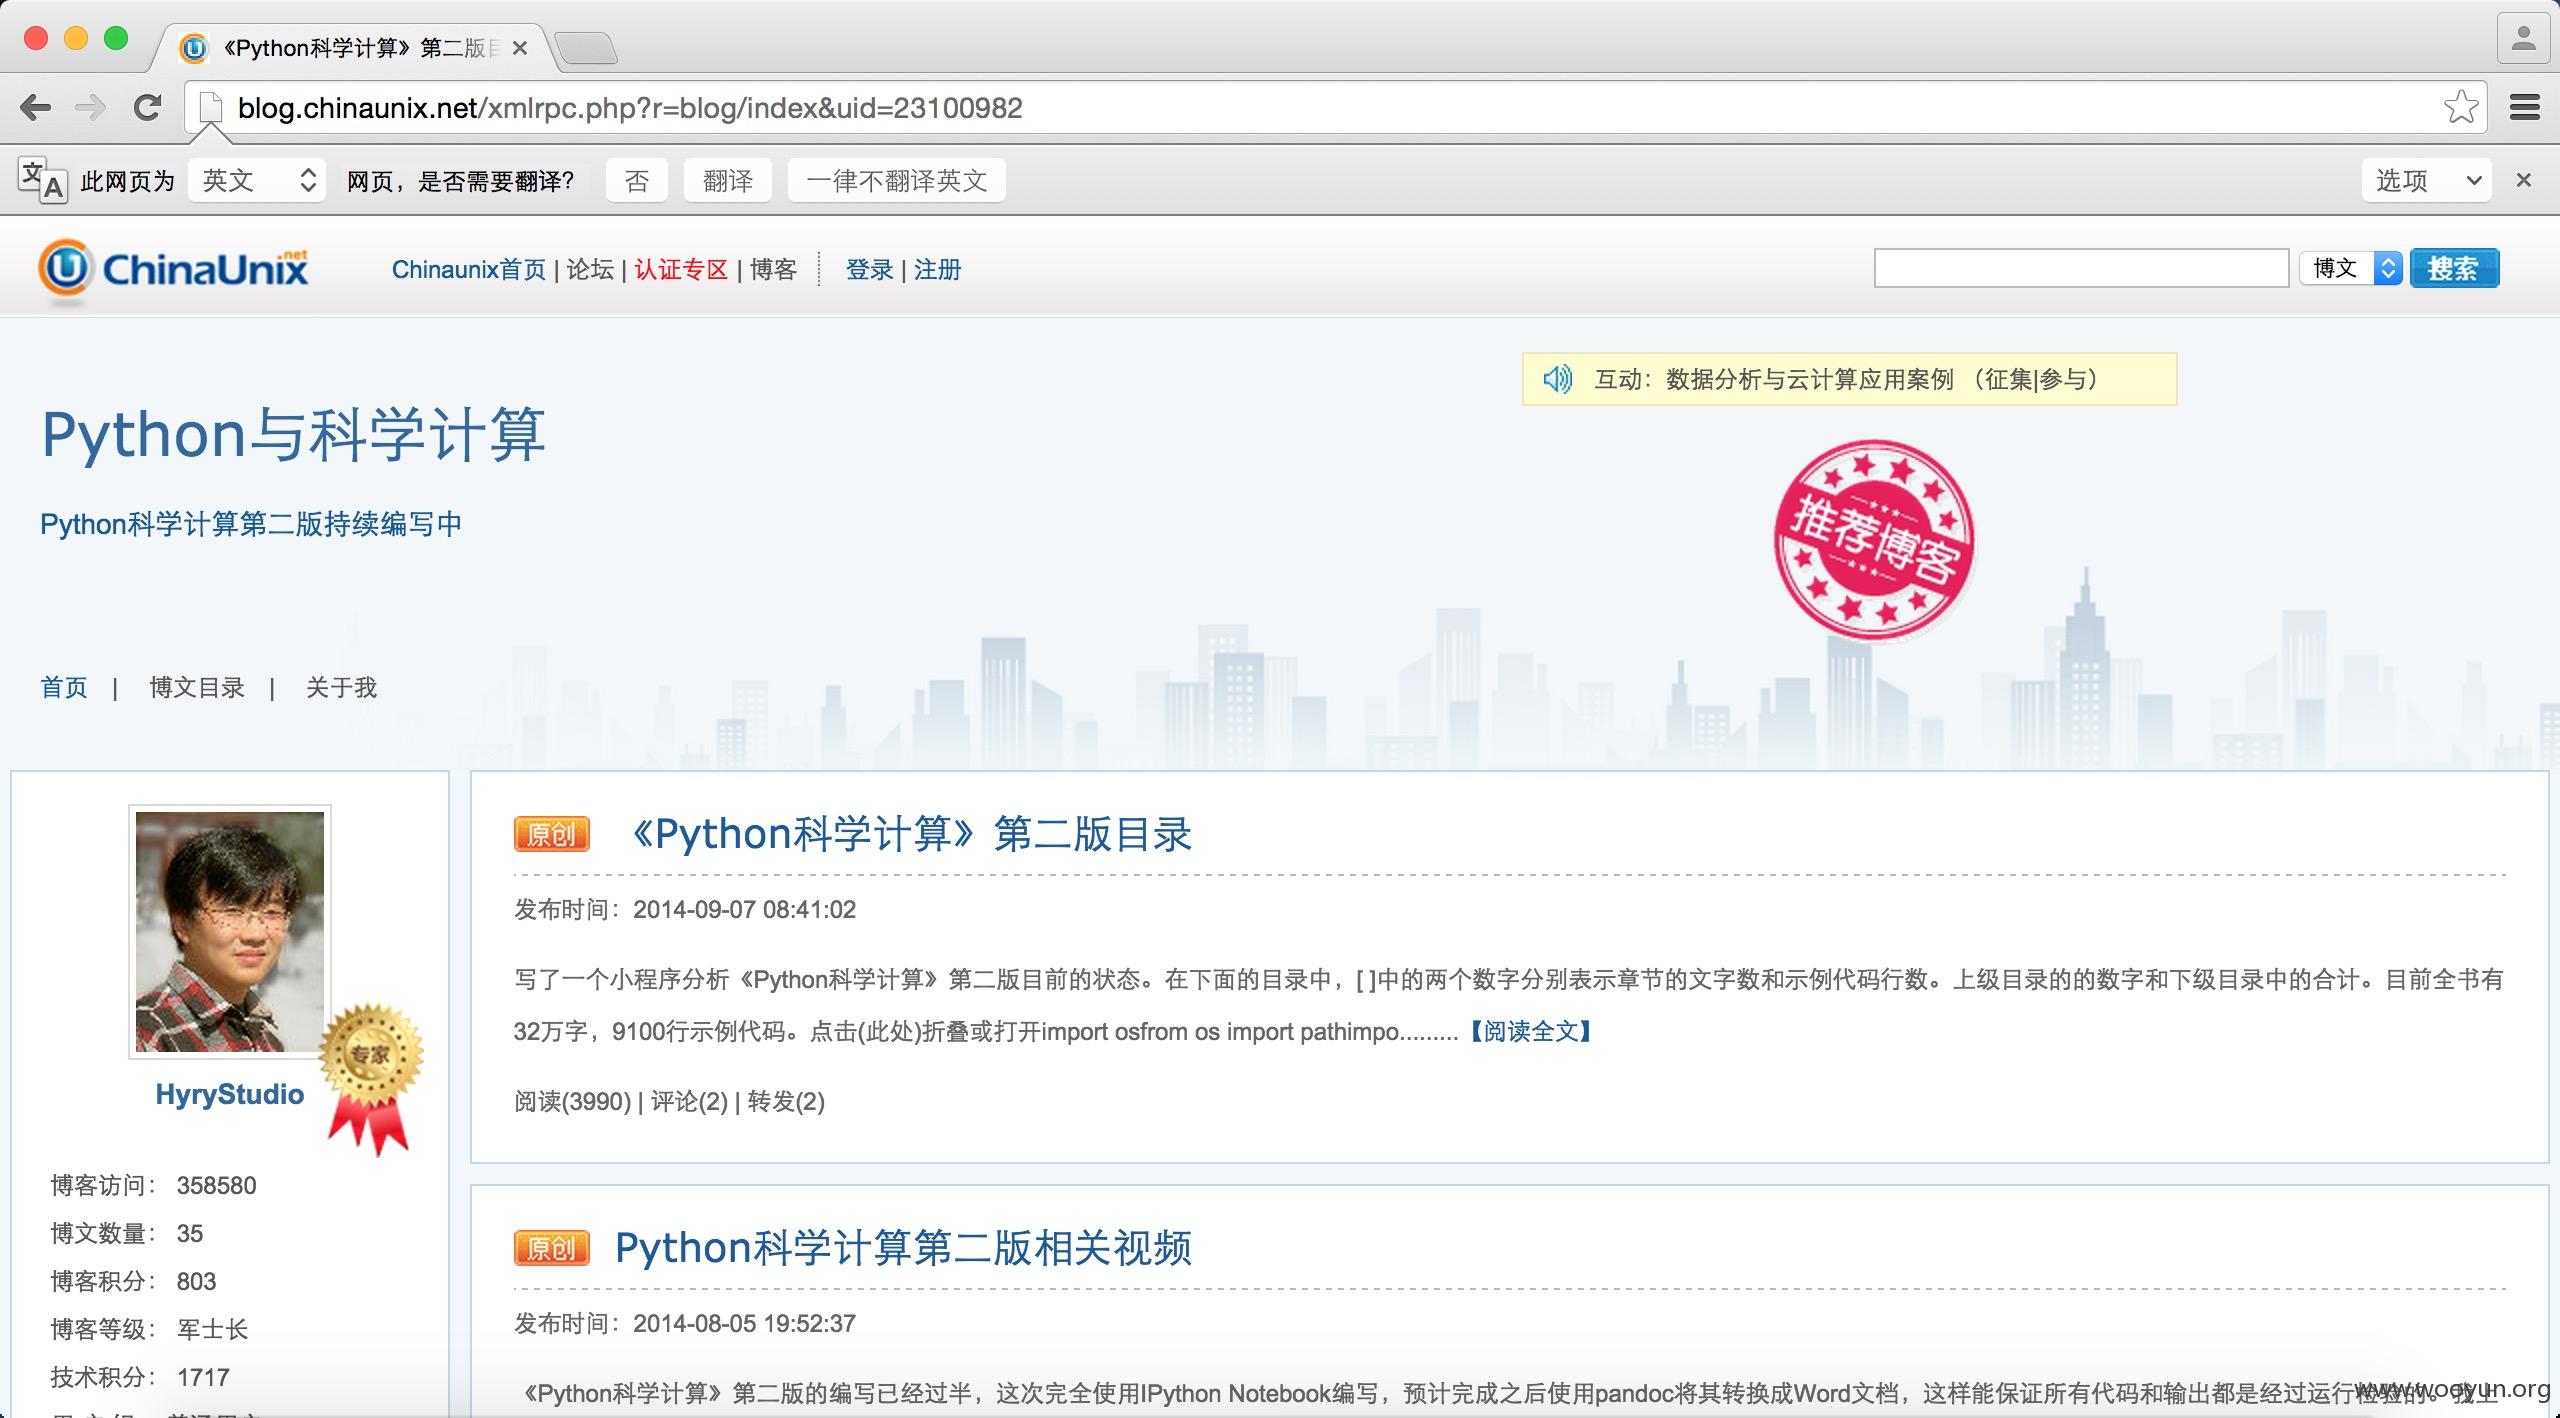 《Python科学计算》第二版目
blog.chinaunix.net/xmlrpc.php?r=blog/index&uid=23100982
此网页为 英文 网页，是否需要翻译？ 否 翻译 一律不翻译英文 选项
ChinaUnix.net Chinaunix首页 | 论坛 | 认证专区 | 博客 登录 | 注册 博文 搜索
互动：数据分析与云计算应用案例 （征集|参与）
Python与科学计算
推荐博客
Python科学计算第二版持续编写中
首页 | 博文目录 | 关于我
专家
HyryStudio
博客访问： 358580
博文数量： 35
博客积分： 803
博客等级： 军士长
技术积分： 1717
原创 《Python科学计算》第二版目录
发布时间：2014-09-07 08:41:02
写了一个小程序分析《Python科学计算》第二版目前的状态。在下面的目录中，[ ]中的两个数字分别表示章节的文字数和示例代码行数。上级目录的的数字和下级目录中的合计。目前全书有
32万字，9100行示例代码。点击(此处)折叠或打开import osfrom os import pathimpo.........【阅读全文】
阅读(3990) | 评论(2) | 转发(2)
原创 Python科学计算第二版相关视频
发布时间：2014-08-05 19:52:37
《Python科学计算》第二版的编写已经过半，这次完全使用IPython Notebook编写，预计完成之后使用pandoc将其转换成Word文档，这样能保证所有代码和输出都是经过运行检验的。我上
www.wooyun.org